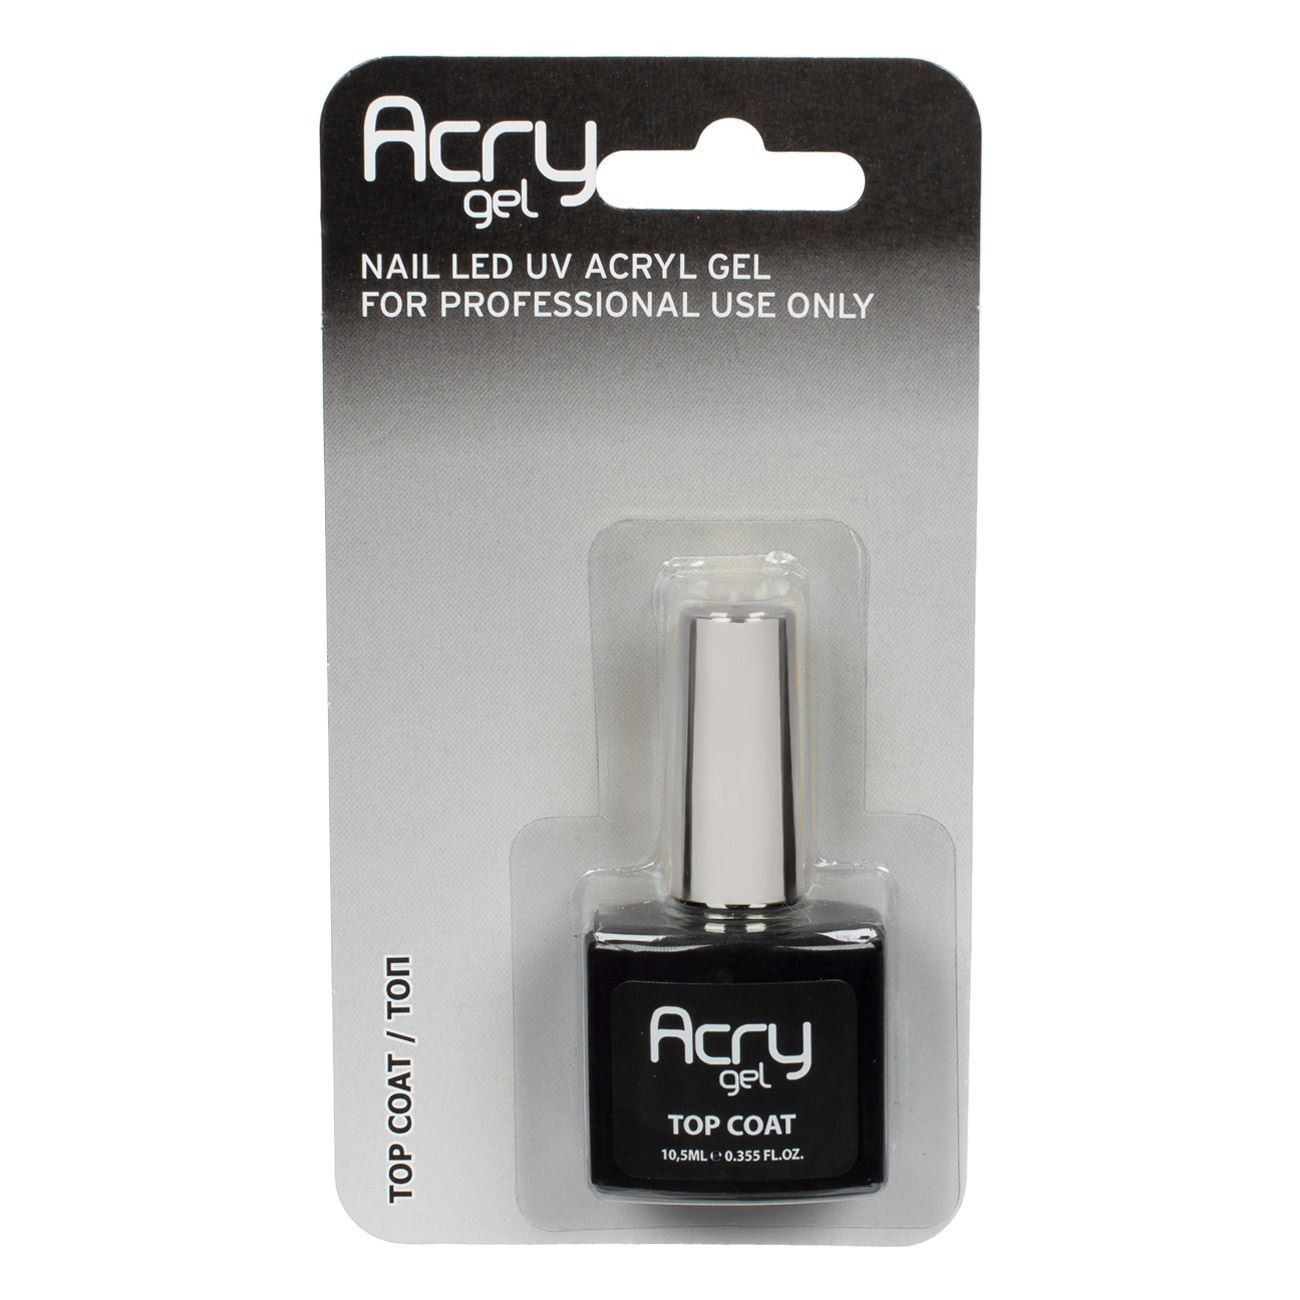 Acry
gel
NAIL LED UV ACRYL GEL
FOR PROFESSIONAL USE ONLY
TOP COAT / ТОП
Acry
gel
TOP COAT
10,5ML ℮ 0.355 FL.OZ.